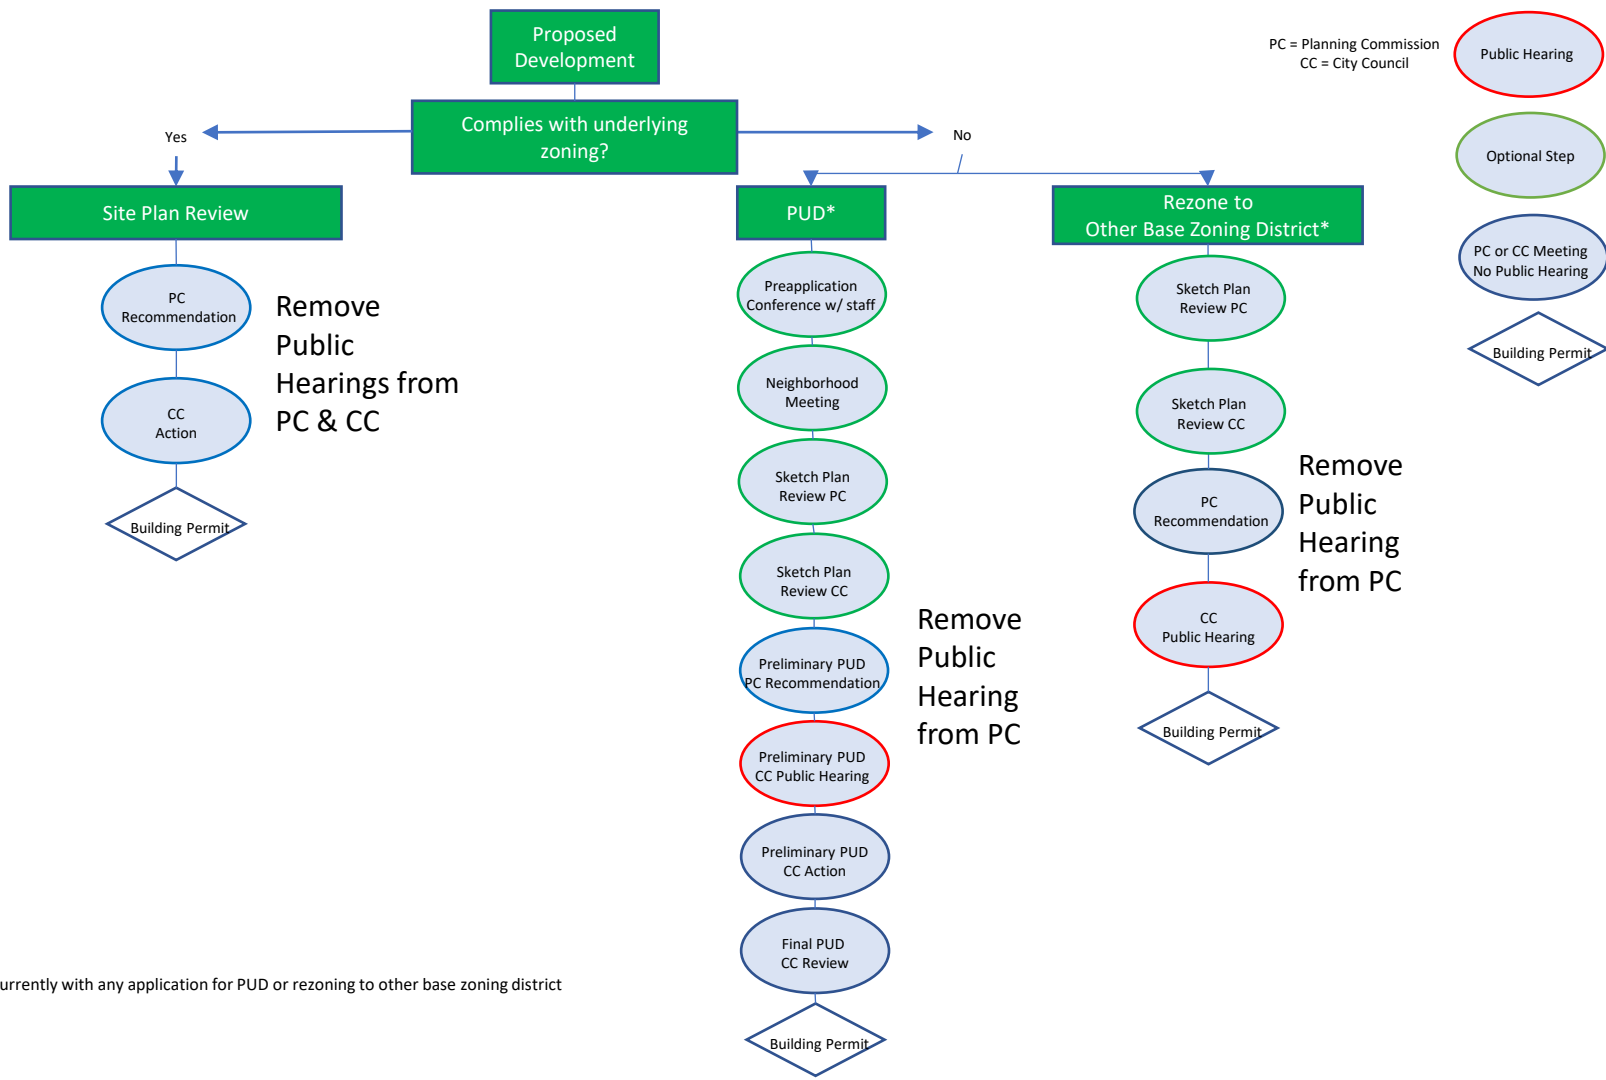 Proposed
Development
PC = Planning Commission
CC = City Council
Public Hearing
Complies with underlying
zoning?
Yes
No
Optional Step
Site Plan Review
PUD*
Rezone to
Other Base Zoning District*
PC or CC Meeting
No Public Hearing
Building Permit
PC
Recommendation
Remove
Public
Hearings from
PC & CC
CC
Action
Building Permit
Preapplication
Conference w/ staff
Neighborhood
Meeting
Sketch Plan
Review PC
Sketch Plan
Review CC
Preliminary PUD
PC Recommendation
Remove
Public
Hearing
from PC
Preliminary PUD
CC Public Hearing
Preliminary PUD
CC Action
Final PUD
CC Review
Building Permit
Sketch Plan
Review PC
Sketch Plan
Review CC
PC
Recommendation
Remove
Public
Hearing
from PC
CC
Public Hearing
Building Permit
urrently with any application for PUD or rezoning to other base zoning district